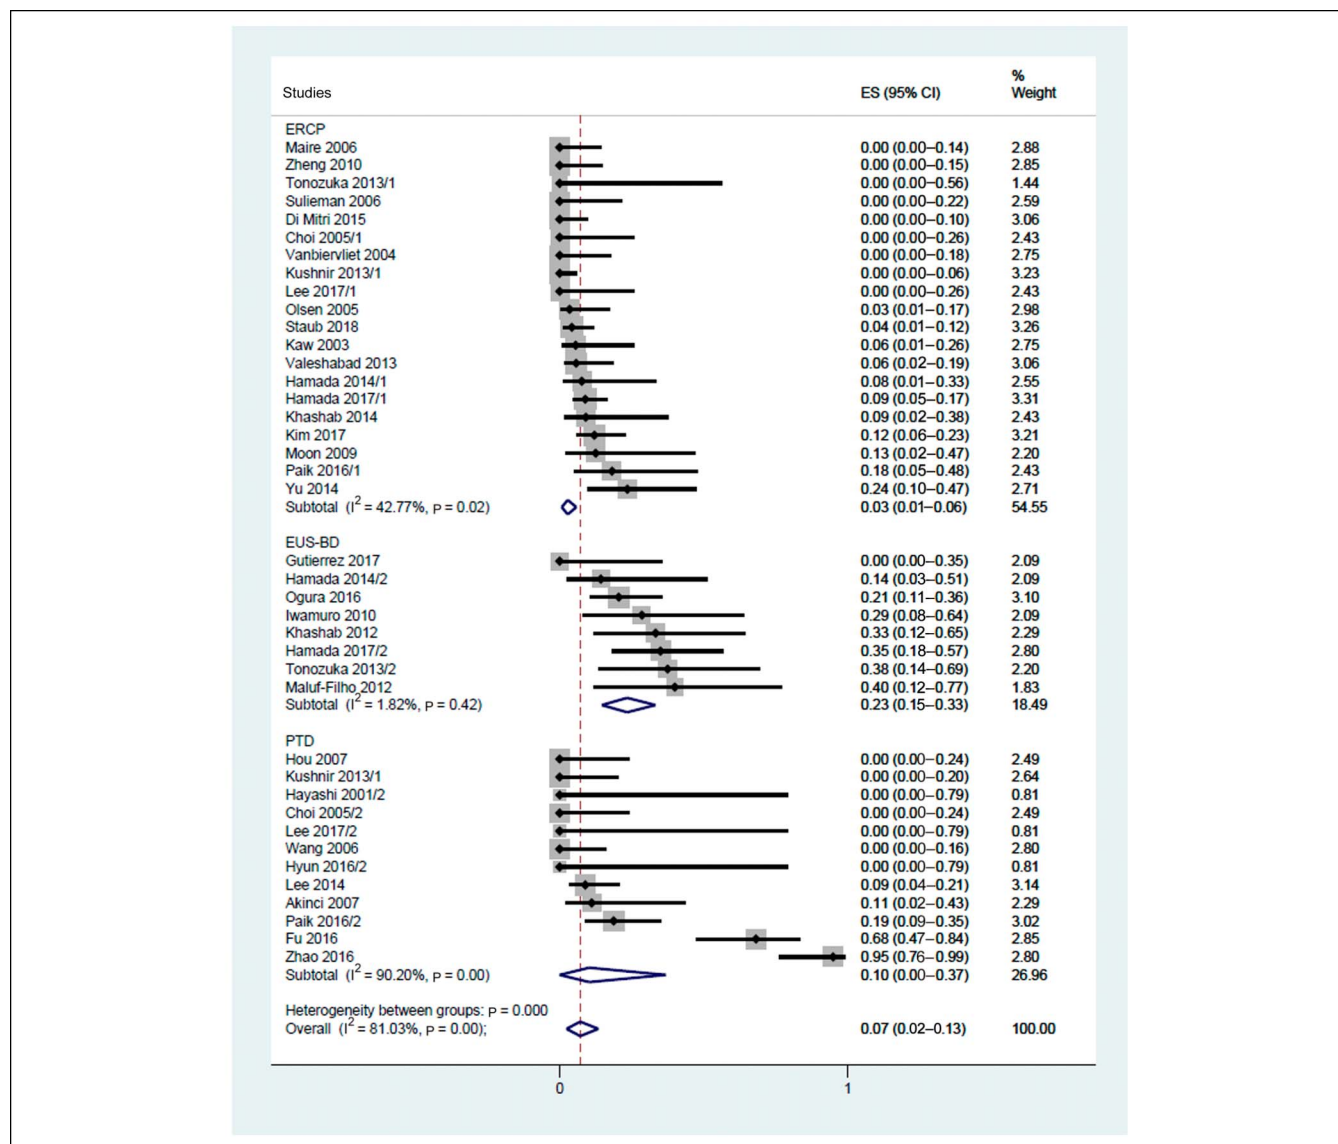 %
Studies ES (95% CI) Weight
ERCP
Maire 2006 0.00 (0.00–0.14) 2.88
Zheng 2010 0.00 (0.00–0.15) 2.85
Tonozuka 2013/1 0.00 (0.00–0.56) 1.44
Sulieman 2006 0.00 (0.00–0.22) 2.59
Di Mitri 2015 0.00 (0.00–0.10) 3.06
Choi 2005/1 0.00 (0.00–0.26) 2.43
Vanbiervliet 2004 0.00 (0.00–0.18) 2.75
Kushnir 2013/1 0.00 (0.00–0.06) 3.23
Lee 2017/1 0.00 (0.00–0.26) 2.43
Olsen 2005 0.03 (0.01–0.17) 2.98
Staub 2018 0.04 (0.01–0.12) 3.26
Kaw 2003 0.06 (0.01–0.26) 2.75
Valeshabad 2013 0.06 (0.02–0.19) 3.06
Hamada 2014/1 0.08 (0.01–0.33) 2.55
Hamada 2017/1 0.09 (0.05–0.17) 3.31
Khashab 2014 0.09 (0.02–0.38) 2.43
Kim 2017 0.12 (0.06–0.23) 3.21
Moon 2009 0.13 (0.02–0.47) 2.20
Paik 2016/1 0.18 (0.05–0.48) 2.43
Yu 2014 0.24 (0.10–0.47) 2.71
Subtotal (I² = 42.77%, p = 0.02) 0.03 (0.01–0.06) 54.55
EUS-BD
Gutierrez 2017 0.00 (0.00–0.35) 2.09
Hamada 2014/2 0.14 (0.03–0.51) 2.09
Ogura 2016 0.21 (0.11–0.36) 3.10
Iwamuro 2010 0.29 (0.08–0.64) 2.09
Khashab 2012 0.33 (0.12–0.65) 2.29
Hamada 2017/2 0.35 (0.18–0.57) 2.80
Tonozuka 2013/2 0.38 (0.14–0.69) 2.20
Maluf-Filho 2012 0.40 (0.12–0.77) 1.83
Subtotal (I² = 1.82%, p = 0.42) 0.23 (0.15–0.33) 18.49
PTD
Hou 2007 0.00 (0.00–0.24) 2.49
Kushnir 2013/1 0.00 (0.00–0.20) 2.64
Hayashi 2001/2 0.00 (0.00–0.79) 0.81
Choi 2005/2 0.00 (0.00–0.24) 2.49
Lee 2017/2 0.00 (0.00–0.79) 0.81
Wang 2006 0.00 (0.00–0.16) 2.80
Hyun 2016/2 0.00 (0.00–0.79) 0.81
Lee 2014 0.09 (0.04–0.21) 3.14
Akinci 2007 0.11 (0.02–0.43) 2.29
Paik 2016/2 0.19 (0.09–0.35) 3.02
Fu 2016 0.68 (0.47–0.84) 2.85
Zhao 2016 0.95 (0.76–0.99) 2.80
Subtotal (I² = 90.20%, p = 0.00) 0.10 (0.00–0.37) 26.96
Heterogeneity between groups: p = 0.000
Overall (I² = 81.03%, p = 0.00); 0.07 (0.02–0.13) 100.00
0 1